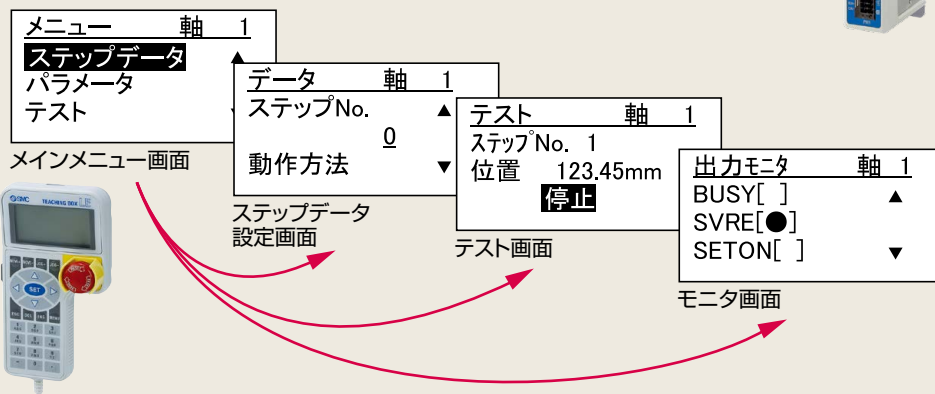 メニュー 軸 1
ステップデータ ▲
パラメータ
テスト
メインメニュー画面
データ 軸 1
ステップNo. ▲
0
動作方法 ▼
ステップデータ
設定画面
テスト 軸 1
ステップNo. 1
位置 123.45mm
停止
テスト画面
出力モニタ 軸 1
BUSY[ ] ▲
SVRE[●]
SETON[ ] ▼
モニタ画面
SMC TEACHING BOX
SET